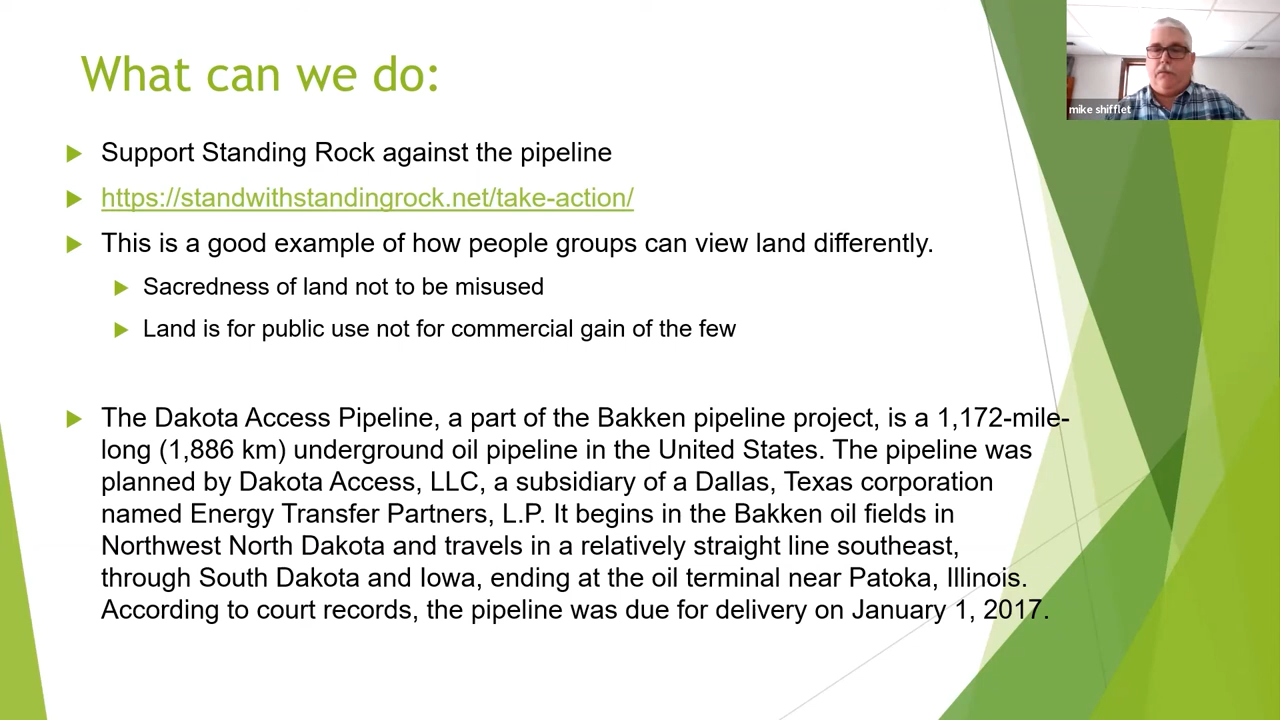 What can we do:
mike shifflet
Support Standing Rock against the pipeline
https://standwithstandingrock.net/take-action/
This is a good example of how people groups can view land differently.
Sacredness of land not to be misused
Land is for public use not for commercial gain of the few
The Dakota Access Pipeline, a part of the Bakken pipeline project, is a 1,172-mile-
long (1,886 km) underground oil pipeline in the United States. The pipeline was
planned by Dakota Access, LLC, a subsidiary of a Dallas, Texas corporation
named Energy Transfer Partners, L.P. It begins in the Bakken oil fields in
Northwest North Dakota and travels in a relatively straight line southeast,
through South Dakota and Iowa, ending at the oil terminal near Patoka, Illinois.
According to court records, the pipeline was due for delivery on January 1, 2017.